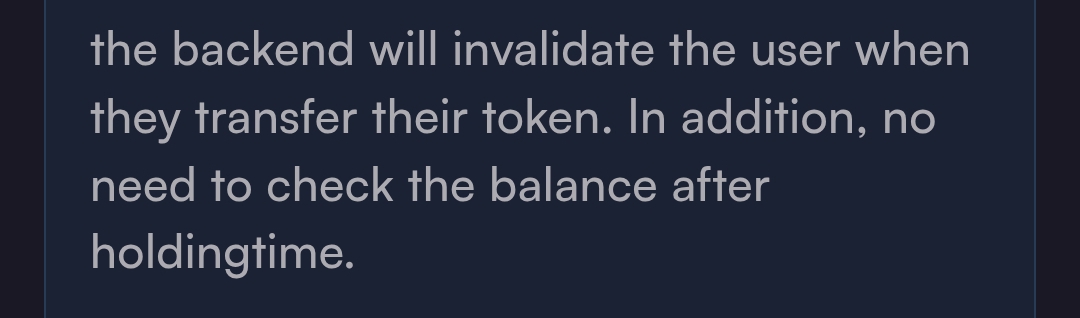 the backend will invalidate the user when
they transfer their token. In addition, no
need to check the balance after
holdingtime.